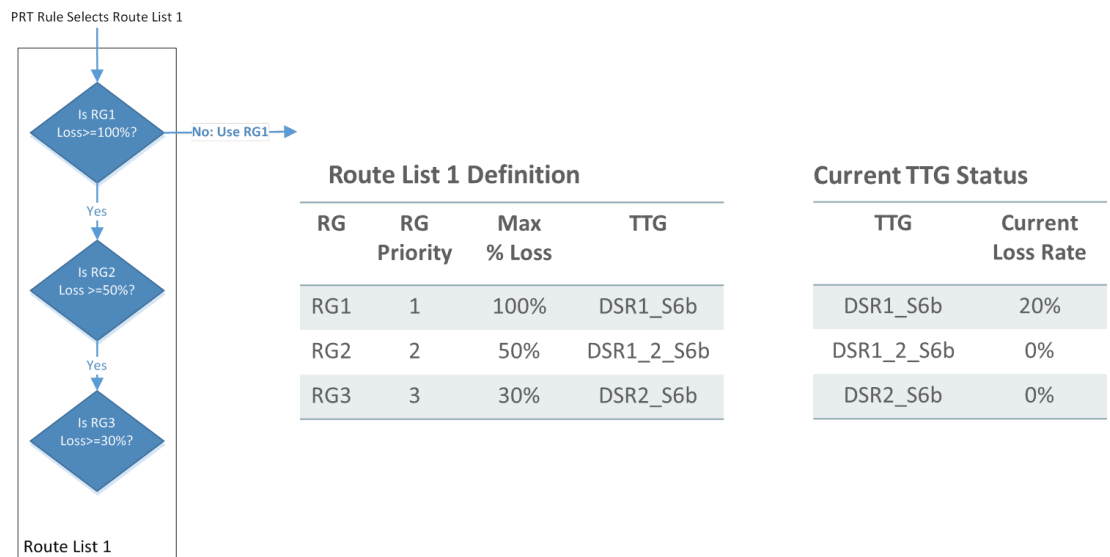 PRT Rule Selects Route List 1
Is RG1
Loss>=100%?
No: Use RG1
Yes
Is RG2
Loss >=50%?
Yes
Is RG3
Loss>=30%?
Route List 1
Route List 1 Definition
RG RG Max TTG
Priority % Loss
RG1 1 100% DSR1_S6b
RG2 2 50% DSR1_2_S6b
RG3 3 30% DSR2_S6b
Current TTG Status
TTG Current
Loss Rate
DSR1_S6b 20%
DSR1_2_S6b 0%
DSR2_S6b 0%